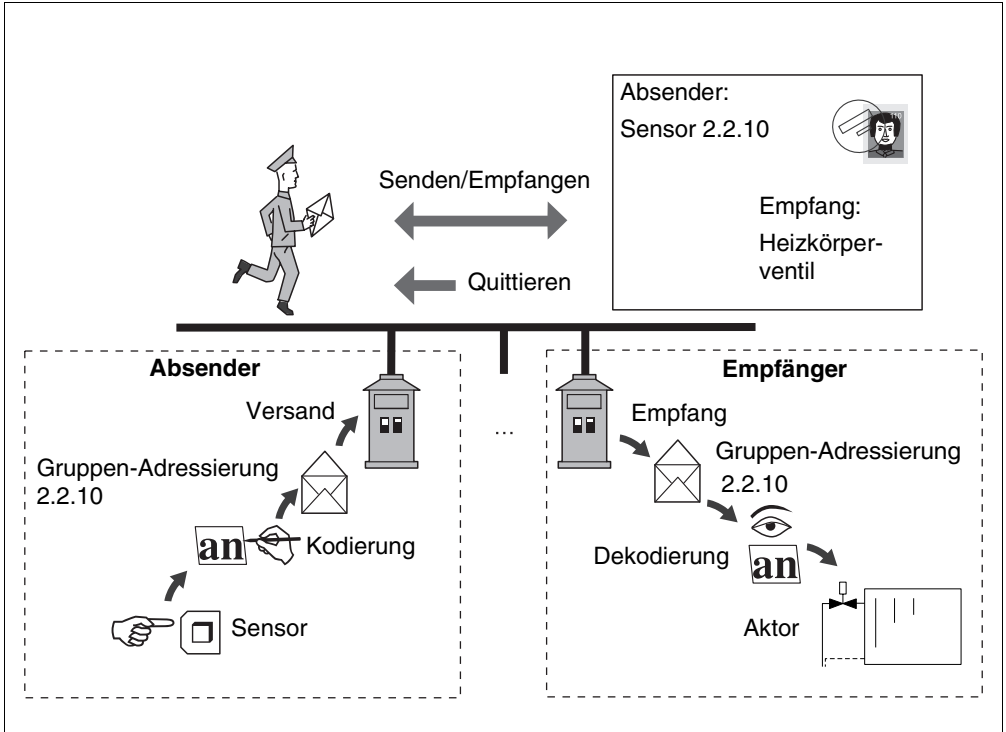 Absender:
Sensor 2.2.10
Empfang:
Heizkörper-
ventil
Senden/Empfangen
Quittieren
Absender
Versand
Gruppen-Adressierung
2.2.10
an
Kodierung
Sensor
...
Empfänger
Empfang
Gruppen-Adressierung
2.2.10
Dekodierung
an
Aktor